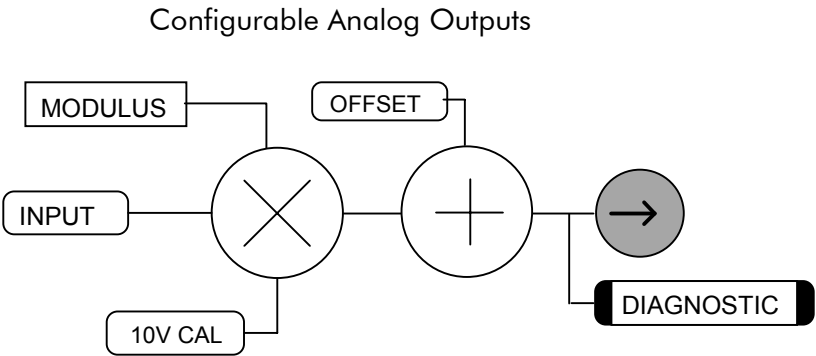 Configurable Analog Outputs
MODULUS
OFFSET
INPUT
10V CAL
DIAGNOSTIC